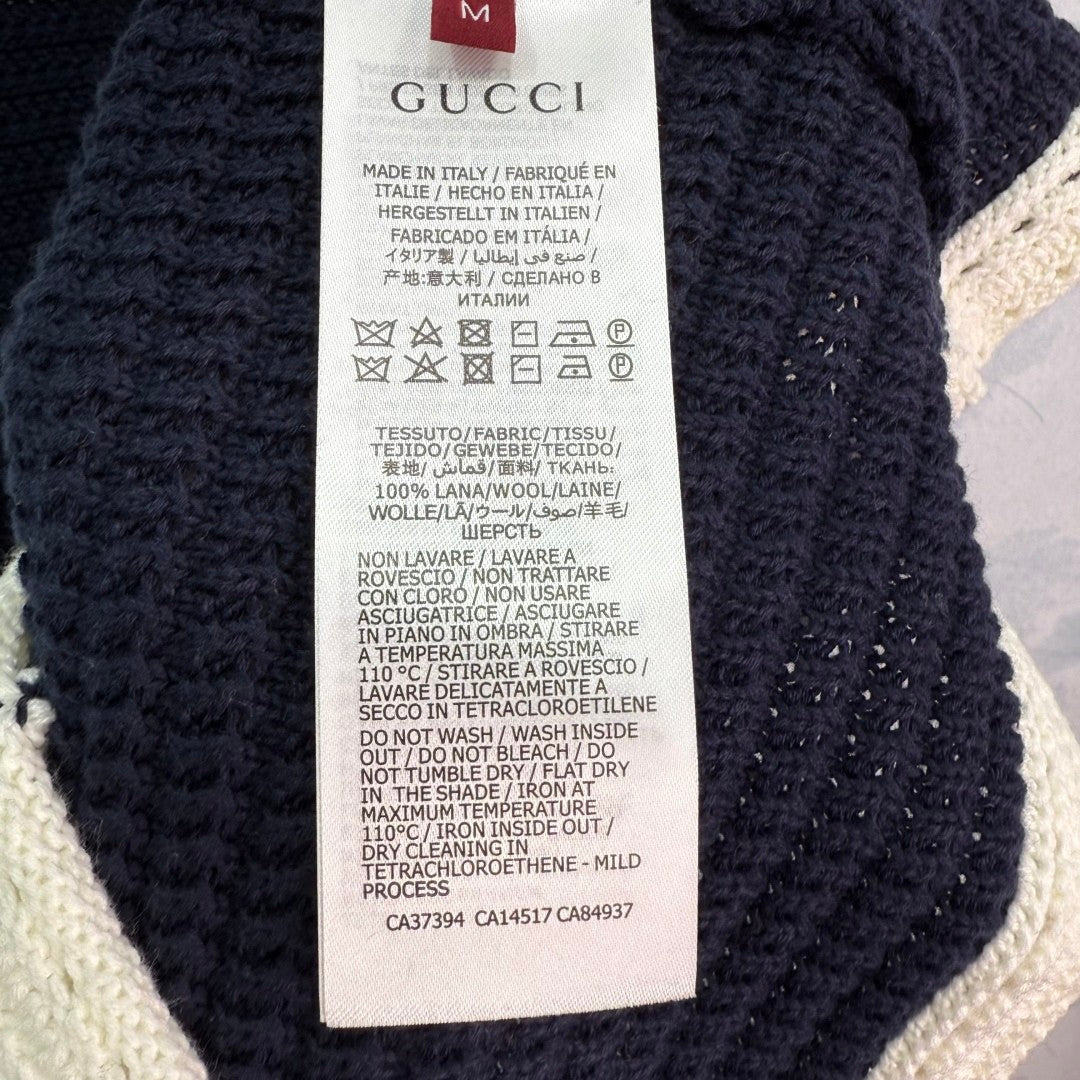 M
GUCCI
MADE IN ITALY / FABRIQUÉ EN
ITALIE / HECHO EN ITALIA /
HERGESTELLT IN ITALIEN /
FABRICADO EM ITÁLIA /
イタリア製 / صنع في إيطاليا /
产地:意大利 / СДЕЛАНО В
ИТАЛИИ
TESSUTO/FABRIC/TISSU/
TEJIDO/GEWEBE/TECIDO/
表地/ قماش/面料/ ТКАНЬ:
100% LANA/WOOL/LAINE/
WOLLE/LÃ/ウール/صوف/羊毛/
ШЕРСТЬ
NON LAVARE / LAVARE A
ROVESCIO / NON TRATTARE
CON CLORO / NON USARE
ASCIUGATRICE / ASCIUGARE
IN PIANO IN OMBRA / STIRARE
A TEMPERATURA MASSIMA
110 °C / STIRARE A ROVESCIO /
LAVARE DELICATAMENTE A
SECCO IN TETRACLOROETILENE
DO NOT WASH / WASH INSIDE
OUT / DO NOT BLEACH / DO
NOT TUMBLE DRY / FLAT DRY
IN THE SHADE / IRON AT
MAXIMUM TEMPERATURE
110°C / IRON INSIDE OUT /
DRY CLEANING IN
TETRACHLOROETHENE - MILD
PROCESS
CA37394 CA14517 CA84937